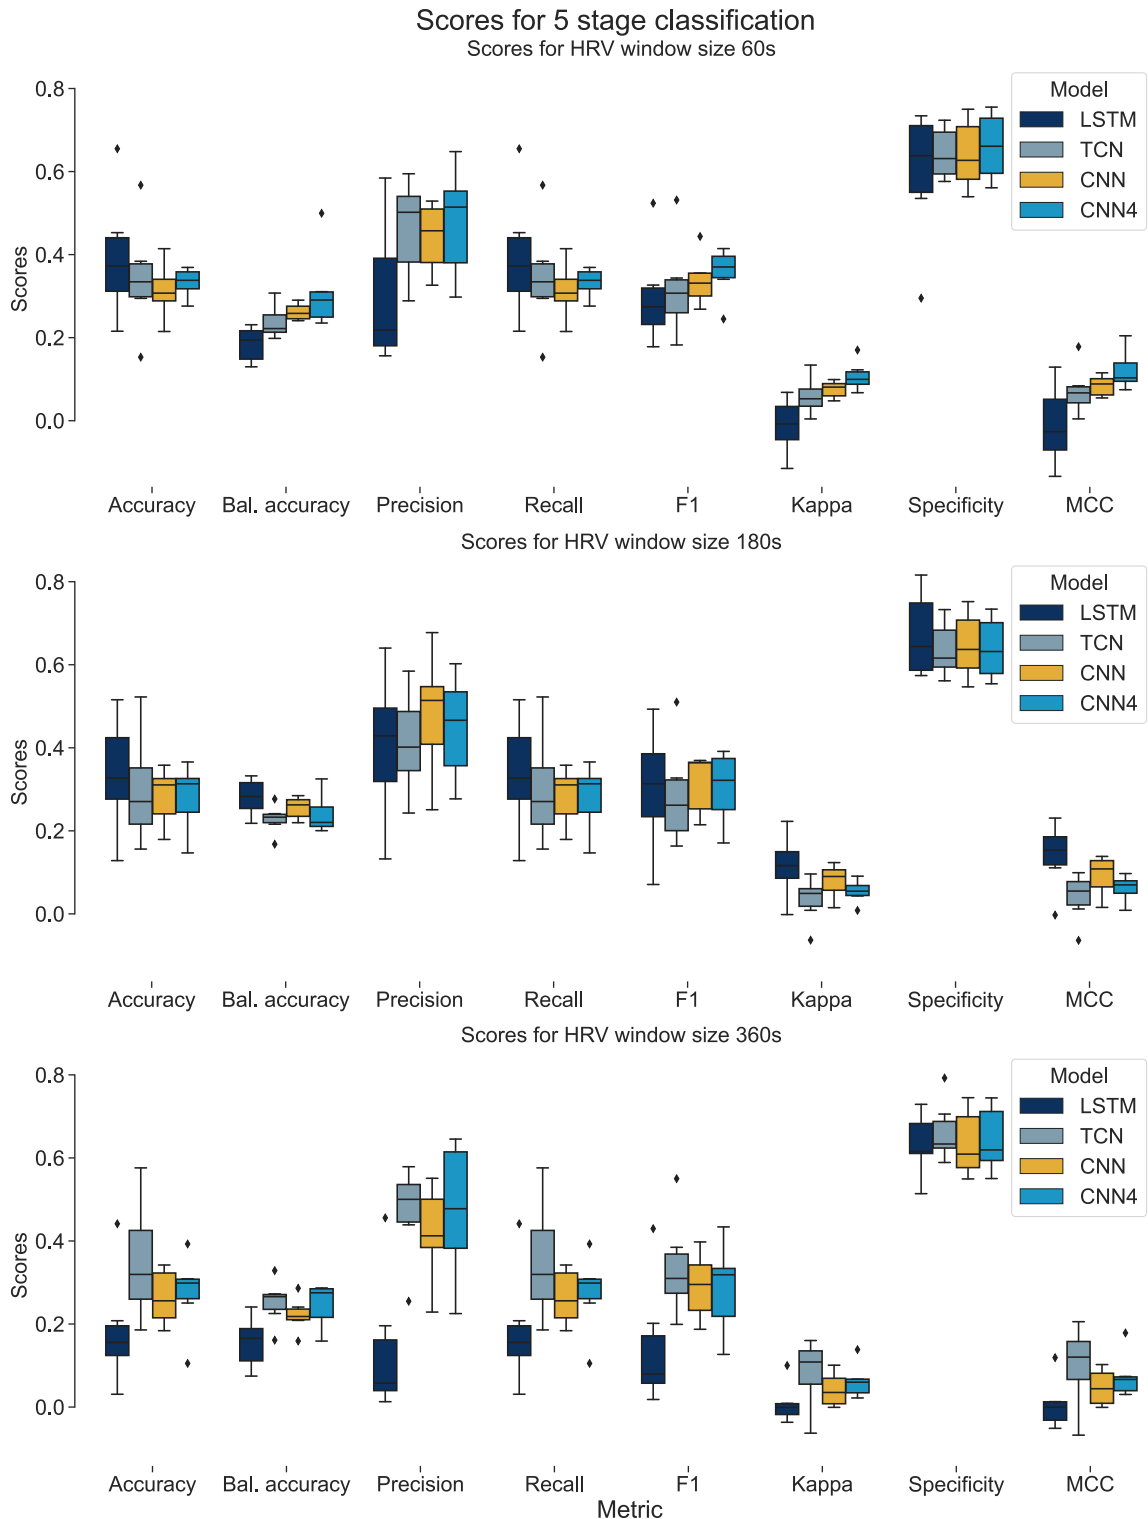 Scores for 5 stage classification
Scores for HRV window size 60s
0.8
0.6
0.4
0.2
0.0
Scores
Model
LSTM
TCN
CNN
CNN4
Accuracy Bal. accuracy Precision Recall F1 Kappa Specificity MCC
Scores for HRV window size 180s
0.8
0.6
0.4
0.2
0.0
Scores
Model
LSTM
TCN
CNN
CNN4
Accuracy Bal. accuracy Precision Recall F1 Kappa Specificity MCC
Scores for HRV window size 360s
0.8
0.6
0.4
0.2
0.0
Scores
Model
LSTM
TCN
CNN
CNN4
Accuracy Bal. accuracy Precision Recall F1 Kappa Specificity MCC
Metric